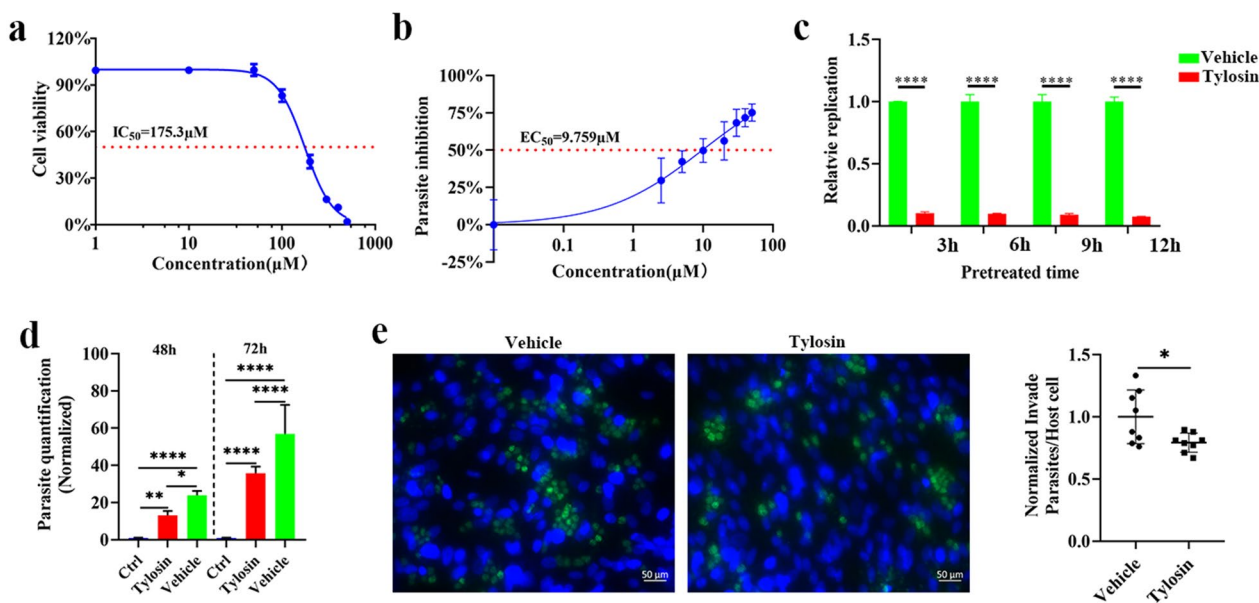 a
120%
90%
60%
30%
0%
Cell viability
IC50=175.3μM
1
10
100
1000
Concentration(μM)
b
100%
75%
50%
25%
0%
-25%
Parasite inhibition
EC50=9.759μM
0.1
1
10
100
Concentration(μM)
c
1.5
1.0
0.5
0.0
Relatvie replication
Vehicle
Tylosin
**** **** **** ****
3h 6h 9h 12h
Pretreated time
d
Parasite quantification
(Normalized)
100
80
60
40
20
0
48h 72h
****
**
*
****
****
****
Ctrl
Tylosin
Vehicle
Ctrl
Tylosin
Vehicle
e
Vehicle
50 μm
Tylosin
50 μm
Normalized Invade
Parasites/Host cell
1.5
1.0
0.5
0.0
*
Vehicle
Tylosin